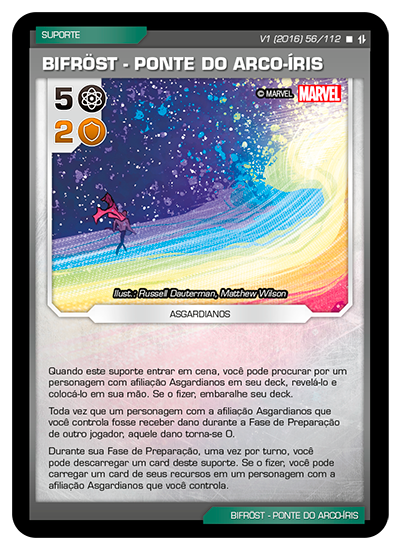 SUPORTE
V1 (2016) 56/112
BIFRÖST - PONTE DO ARCO-ÍRIS
5
© MARVEL MARVEL
2
Ilust.: Russell Dauterman, Matthew Wilson
ASGARDIANOS
Quando este suporte entrar em cena, você pode procurar por um
personagem com afiliação Asgardianos em seu deck, revelá-lo e
colocá-lo em sua mão. Se o fizer, embaralhe seu deck.
Toda vez que um personagem com a afiliação Asgardianos que
você controla fosse receber dano durante a Fase de Preparação
de outro jogador, aquele dano torna-se 0.
Durante sua Fase de Preparação, uma vez por turno, você
pode descarregar um card deste suporte. Se o fizer, você pode
carregar um card de seus recursos em um personagem com a
afiliação Asgardianos que você controla.
BIFRÖST - PONTE DO ARCO-ÍRIS